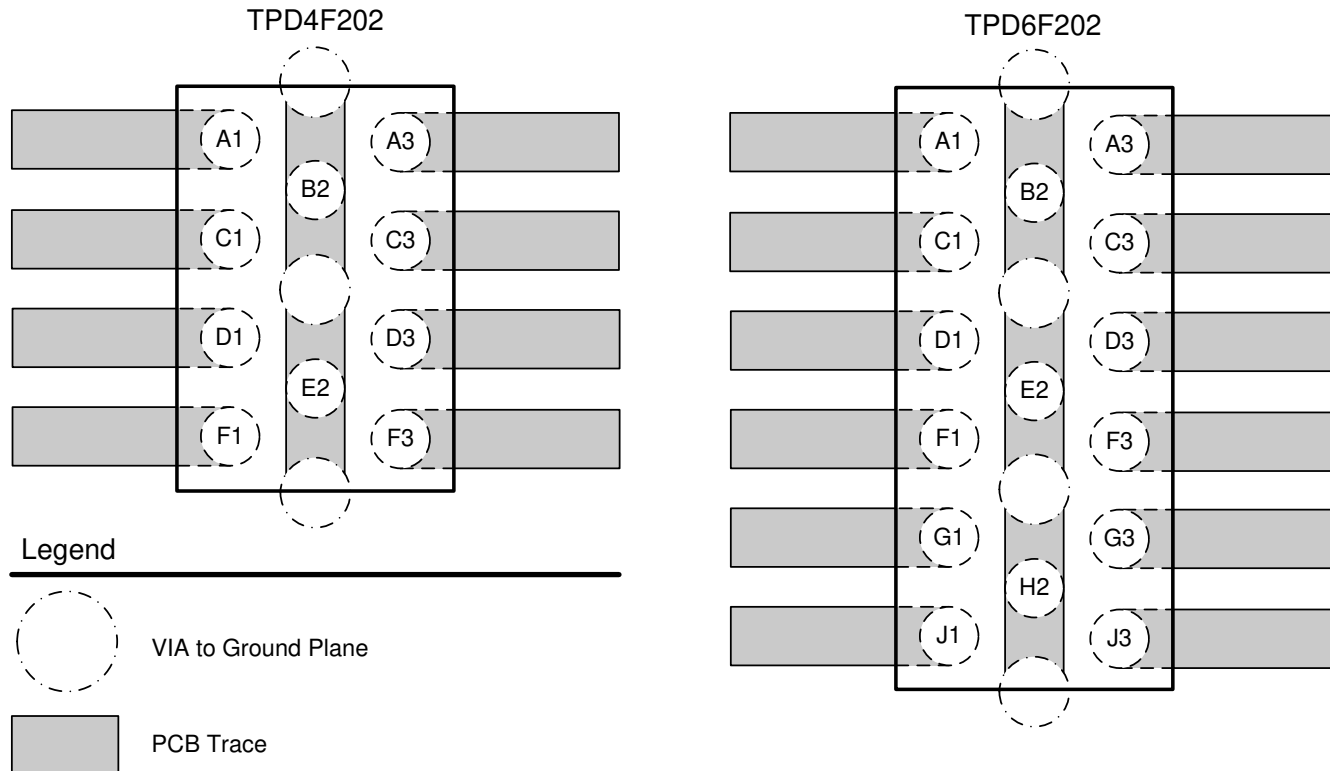 TPD4F202
A1
A3
B2
C1
C3
D1
D3
E2
F1
F3
Legend
VIA to Ground Plane
PCB Trace
TPD6F202
A1
A3
B2
C1
C3
D1
D3
E2
F1
F3
G1
G3
H2
J1
J3